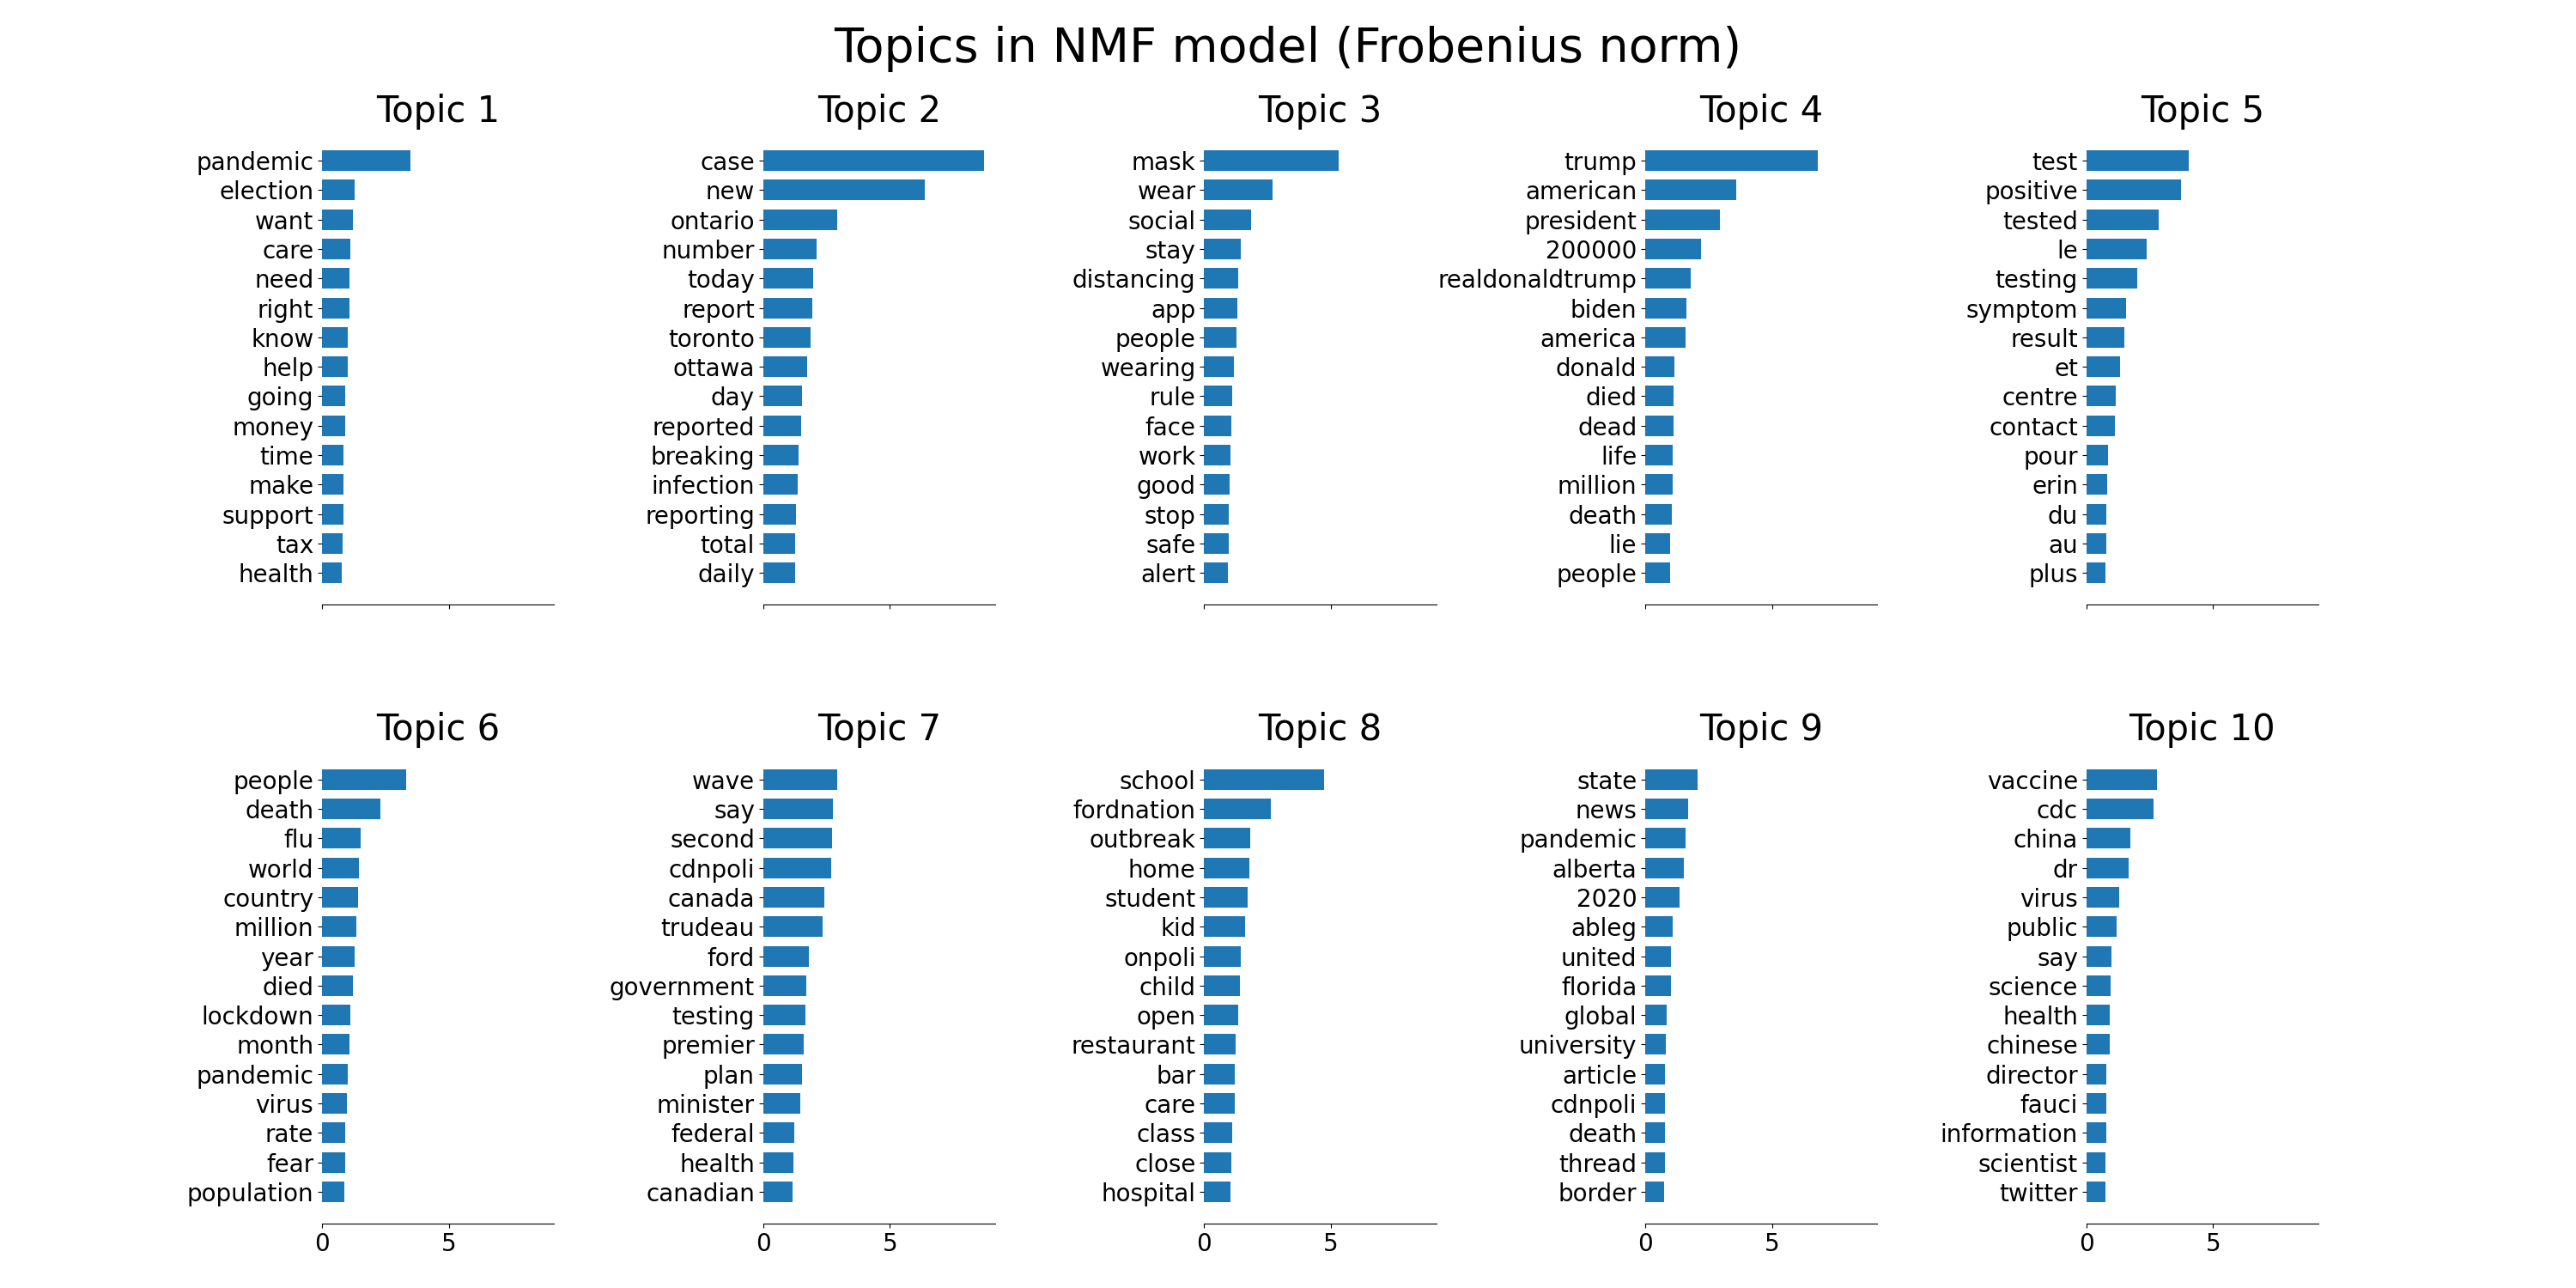 Topics in NMF model (Frobenius norm)
Topic 1
pandemic
election
want
care
need
right
know
help
going
money
time
make
support
tax
health
Topic 2
case
new
ontario
number
today
report
toronto
ottawa
day
reported
breaking
infection
reporting
total
daily
Topic 3
mask
wear
social
stay
distancing
app
people
wearing
rule
face
work
good
stop
safe
alert
Topic 4
trump
american
president
200000
realdonaldtrump
biden
america
donald
died
dead
life
million
death
lie
people
Topic 5
test
positive
tested
le
testing
symptom
result
et
centre
contact
pour
erin
du
au
plus
Topic 6
people
death
flu
world
country
million
year
died
lockdown
month
pandemic
virus
rate
fear
population
0 5
Topic 7
wave
say
second
cdnpoli
canada
trudeau
ford
government
testing
premier
plan
minister
federal
health
canadian
0 5
Topic 8
school
fordnation
outbreak
home
student
kid
onpoli
child
open
restaurant
bar
care
class
close
hospital
0 5
Topic 9
state
news
pandemic
alberta
2020
ableg
united
florida
global
university
article
cdnpoli
death
thread
border
0 5
Topic 10
vaccine
cdc
china
dr
virus
public
say
science
health
chinese
director
fauci
information
scientist
twitter
0 5